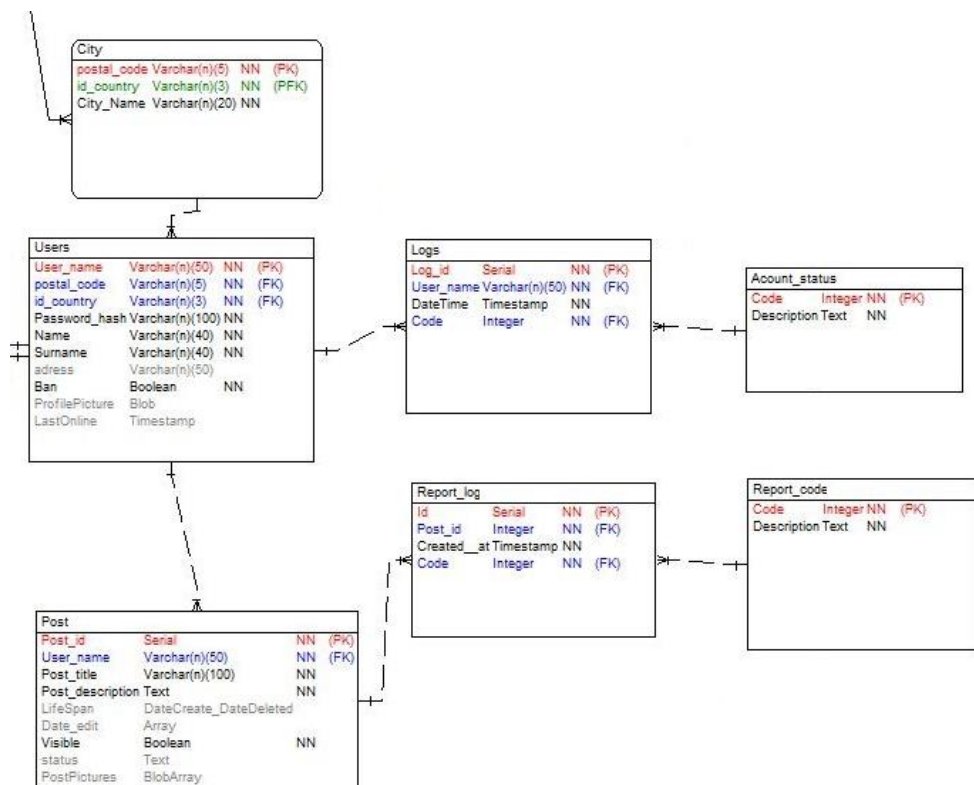 City
postal_code Varchar(n)(5) NN (PK)
id_country Varchar(n)(3) NN (PFK)
City_Name Varchar(n)(20) NN
Users
User_name Varchar(n)(50) NN (PK)
postal_code Varchar(n)(5) NN (FK)
id_country Varchar(n)(3) NN (FK)
Password_hash Varchar(n)(100) NN
Name Varchar(n)(40) NN
Surname Varchar(n)(40) NN
adress Varchar(n)(50)
Ban Boolean NN
ProfilePicture Blob
LastOnline Timestamp
Logs
Log_id Serial NN (PK)
User_name Varchar(n)(50) NN (FK)
DateTime Timestamp NN
Code Integer NN (FK)
Acount_status
Code Integer NN (PK)
Description Text NN
Report_log
Id Serial NN (PK)
Post_id Integer NN (FK)
Created__at Timestamp NN
Code Integer NN (FK)
Report_code
Code Integer NN (PK)
Description Text NN
Post
Post_id Serial NN (PK)
User_name Varchar(n)(50) NN (FK)
Post_title Varchar(n)(100) NN
Post_description Text NN
LifeSpan DateCreate_DateDeleted
Date_edit Array
Visible Boolean NN
status Text
PostPictures BlobArray